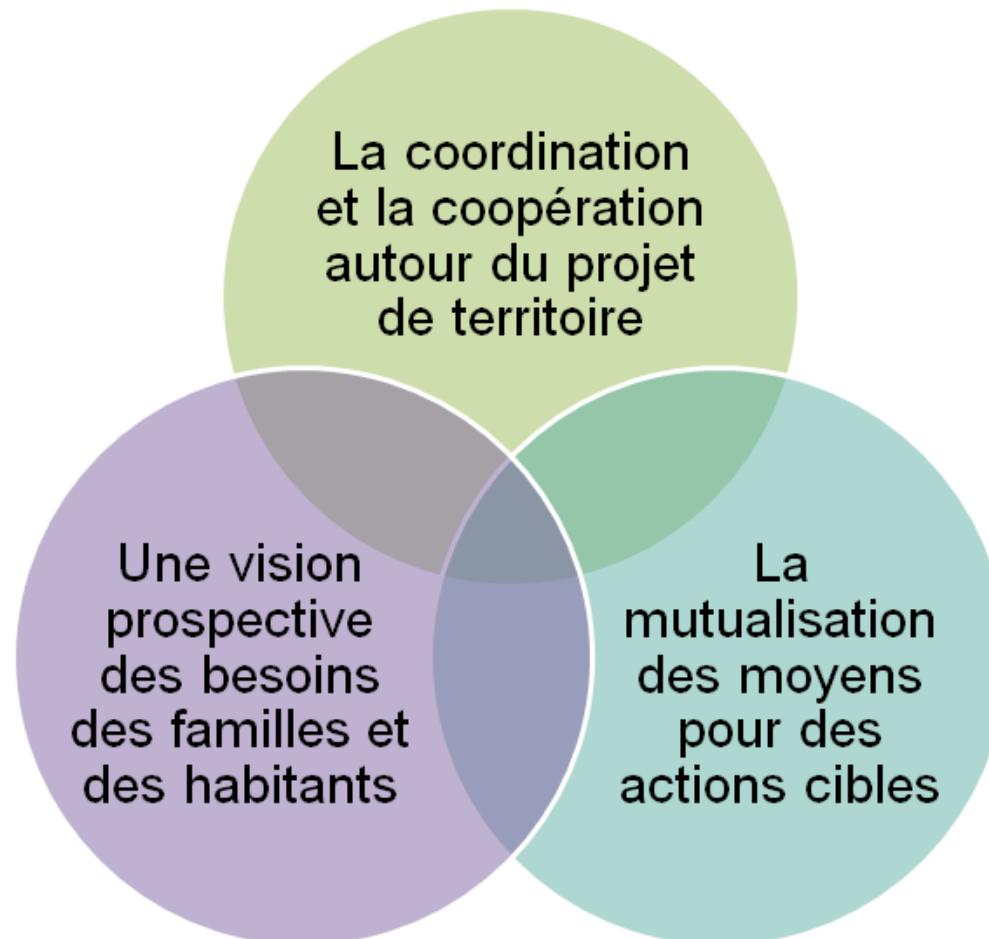 La coordination
et la coopération
autour du projet
de territoire
Une vision
prospective
des besoins
des familles et
des habitants
La
mutualisation
des moyens
pour des
actions cibles